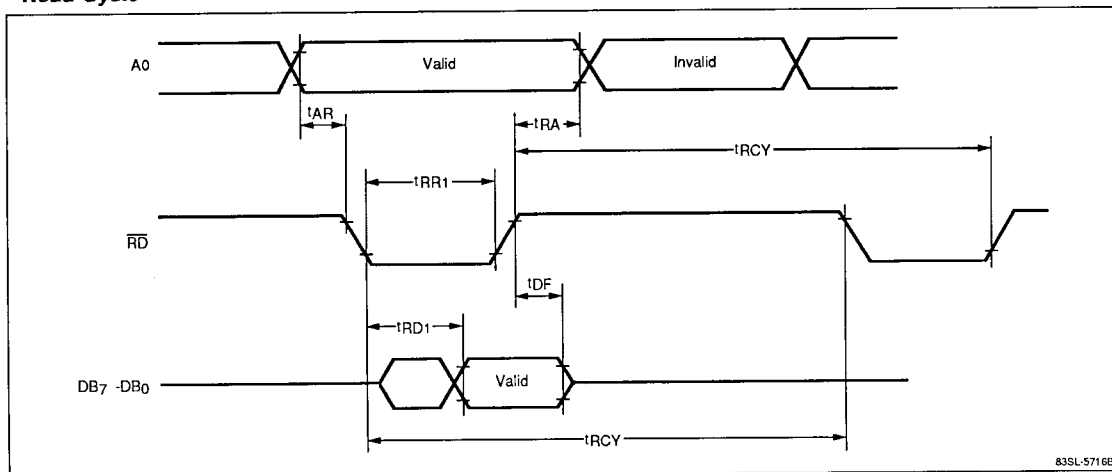 A0
Valid
Invalid
tAR
tRA
tRCY
tRR1
RD
tDF
tRD1
DB7 -DB0
Valid
tRCY
83SL-5716B